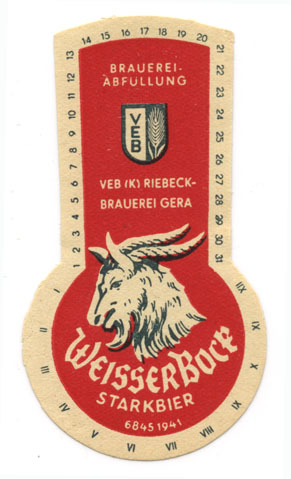 1 2 3 4 5 6 7 8 9 10 11 12 13 14 15 16 17 18 19 20 21 22 23 24 25 26 27 28 29 30 31
BRAUEREI-
ABFÜLLUNG
VEB
VEB (K) RIEBECK-
BRAUEREI GERA
WEISSER BOCK
STARKBIER
6845 1941
I II III IV V VI VII VIII IX X XI XII